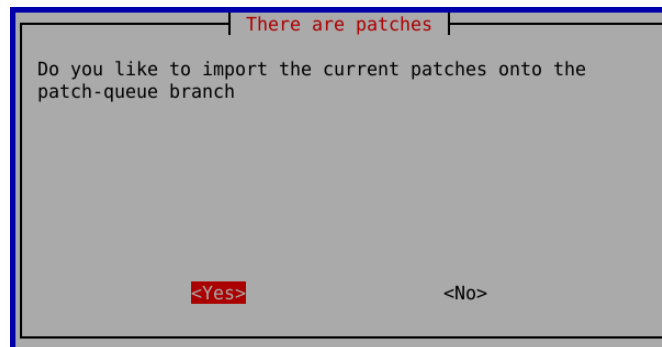 There are patches
Do you like to import the current patches onto the
patch-queue branch
<Yes> <No>